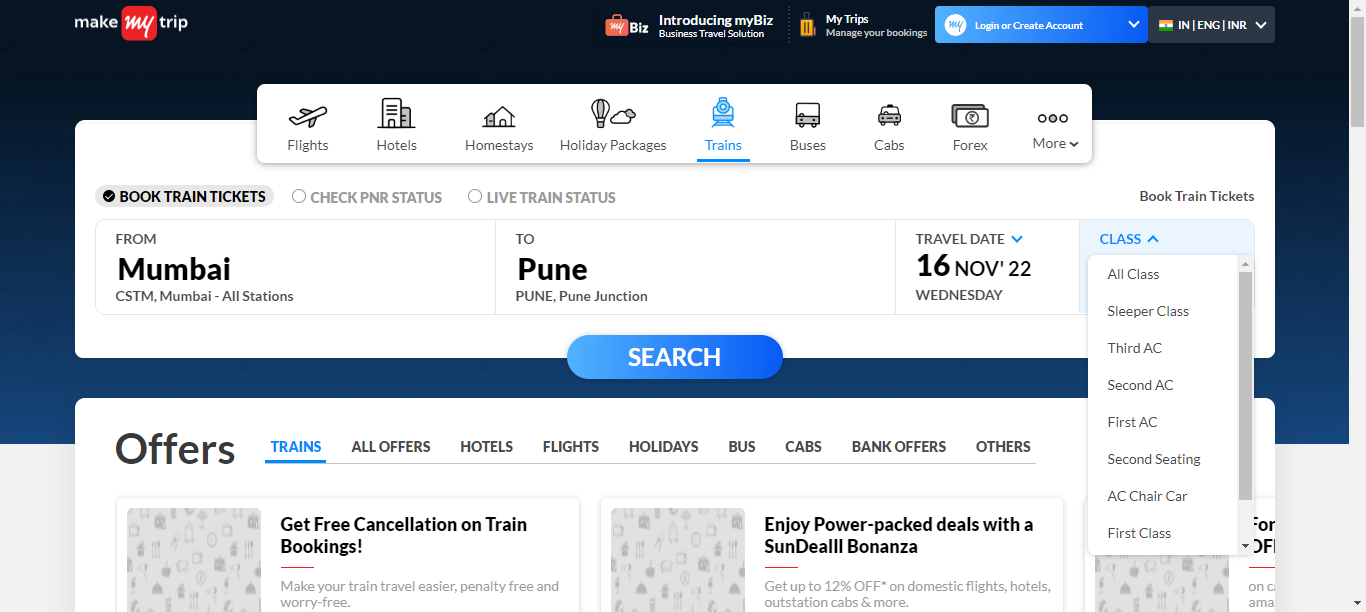 make my trip
my Biz
Introducing myBiz
Business Travel Solution
My Trips
Manage your bookings
my
Login or Create Account
IN | ENG | INR
Flights
Hotels
Homestays
Holiday Packages
Trains
Buses
Cabs
Forex
More
BOOK TRAIN TICKETS
CHECK PNR STATUS
LIVE TRAIN STATUS
Book Train Tickets
FROM
Mumbai
CSTM, Mumbai - All Stations
TO
Pune
PUNE, Pune Junction
TRAVEL DATE
16 NOV' 22
WEDNESDAY
CLASS
All Class
Sleeper Class
Third AC
Second AC
First AC
Second Seating
AC Chair Car
First Class
SEARCH
Offers
TRAINS
ALL OFFERS
HOTELS
FLIGHTS
HOLIDAYS
BUS
CABS
BANK OFFERS
OTHERS
Get Free Cancellation on Train
Bookings!
Make your train travel easier, penalty free and
worry-free.
Enjoy Power-packed deals with a
SunDealll Bonanza
Get up to 12% OFF* on domestic flights, hotels,
outstation cabs & more.
For
on ca
ama